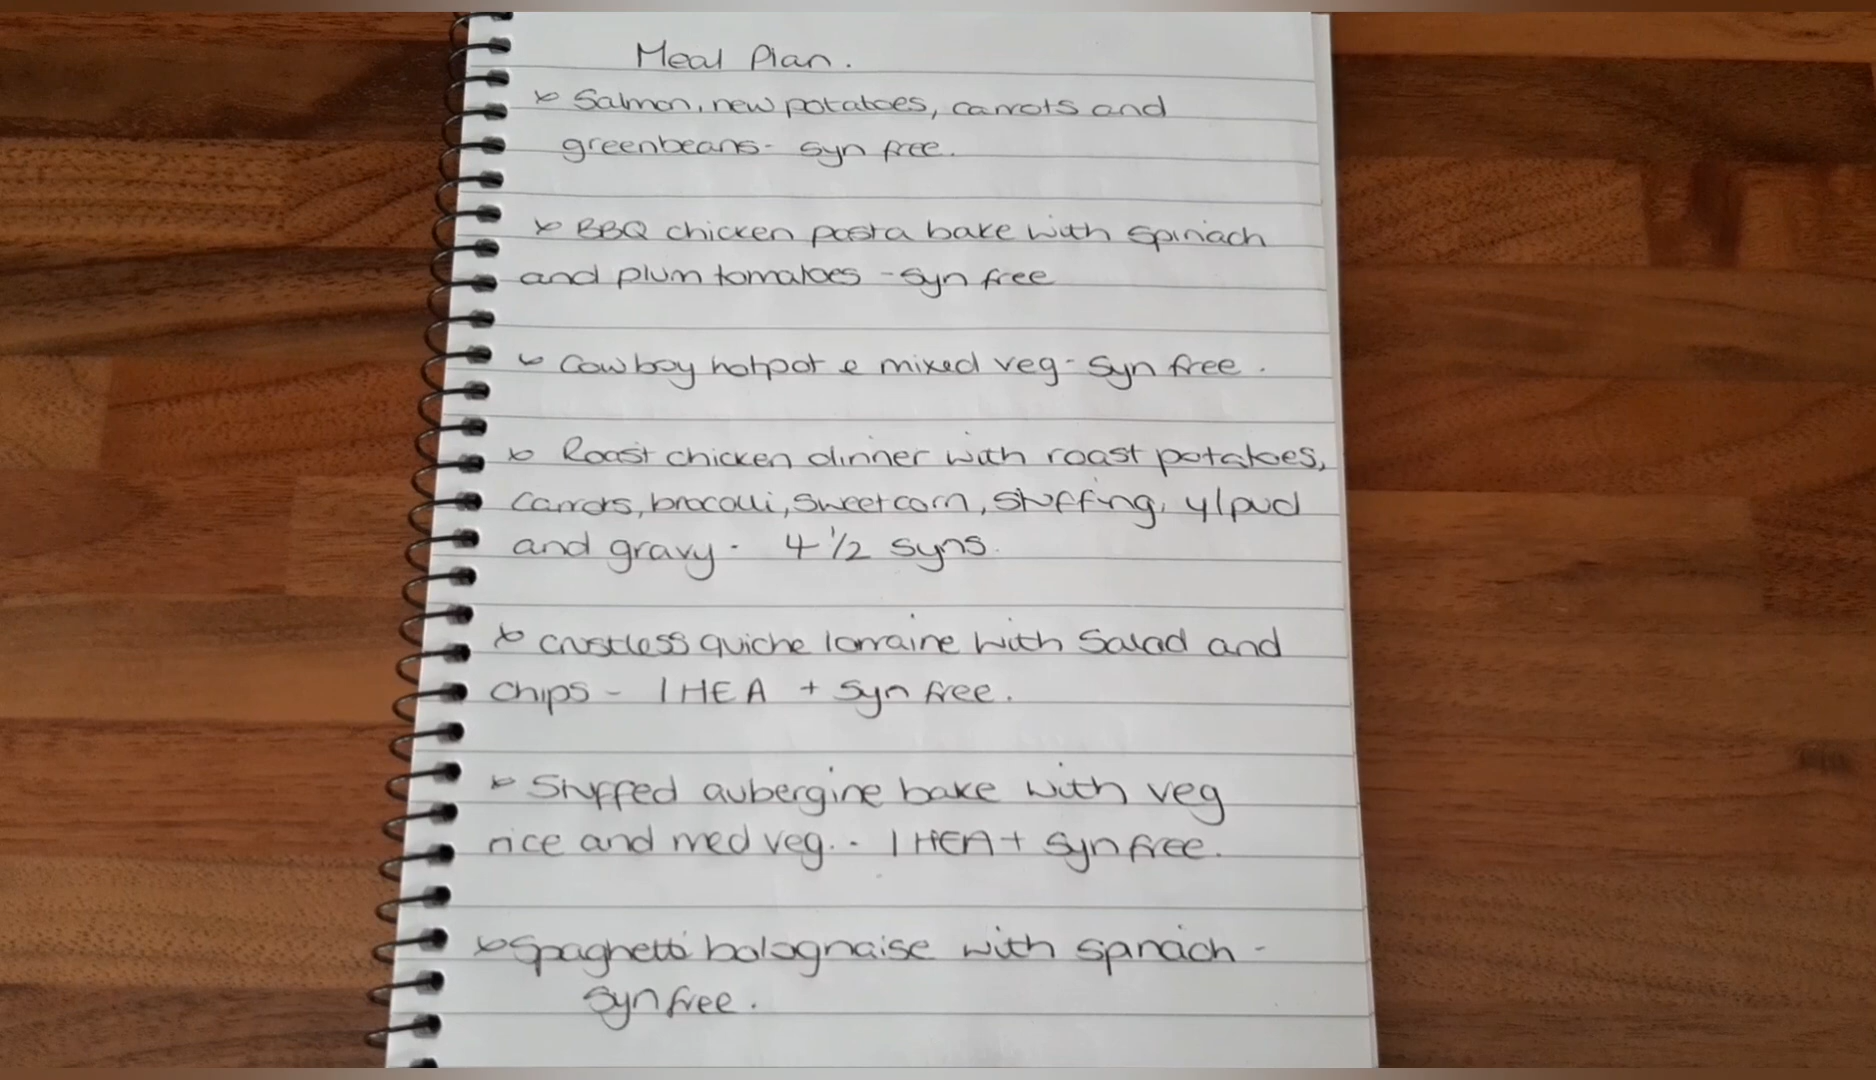 Meal Plan.
* Salmon, new potatoes, carrots and
greenbeans - syn free.
* BBQ chicken pasta bake with spinach
and plum tomatoes - syn free
* Cowboy hotpot & mixed veg - Syn free.
* Roast chicken dinner with roast potatoes,
carrots, brocolli, sweetcorn, stuffing, y/pud
and gravy - 4 1/2 syns.
* Crustless quiche lorraine with Salad and
chips - 1 HEA + Syn free.
* Stuffed aubergine bake with veg
rice and med veg. - 1 HEA + Syn free.
* Spaghetti bolognaise with spinach -
Syn free.